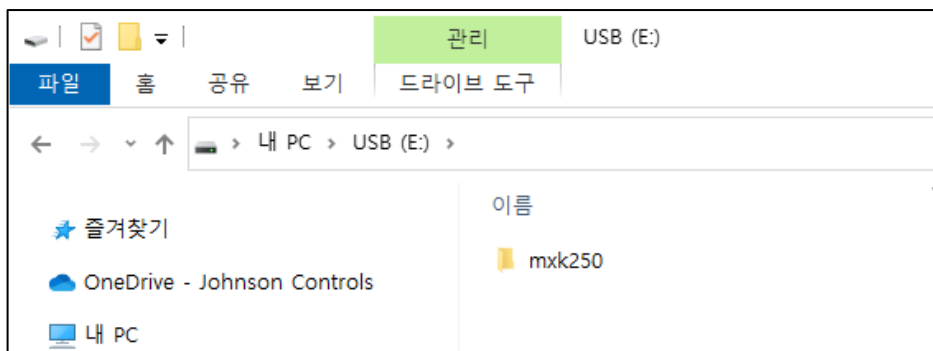 관리 USB (E:)
파일 홈 공유 보기 드라이브 도구
내 PC > USB (E:) >
이름
즐겨찾기
mxk250
OneDrive - Johnson Controls
내 PC